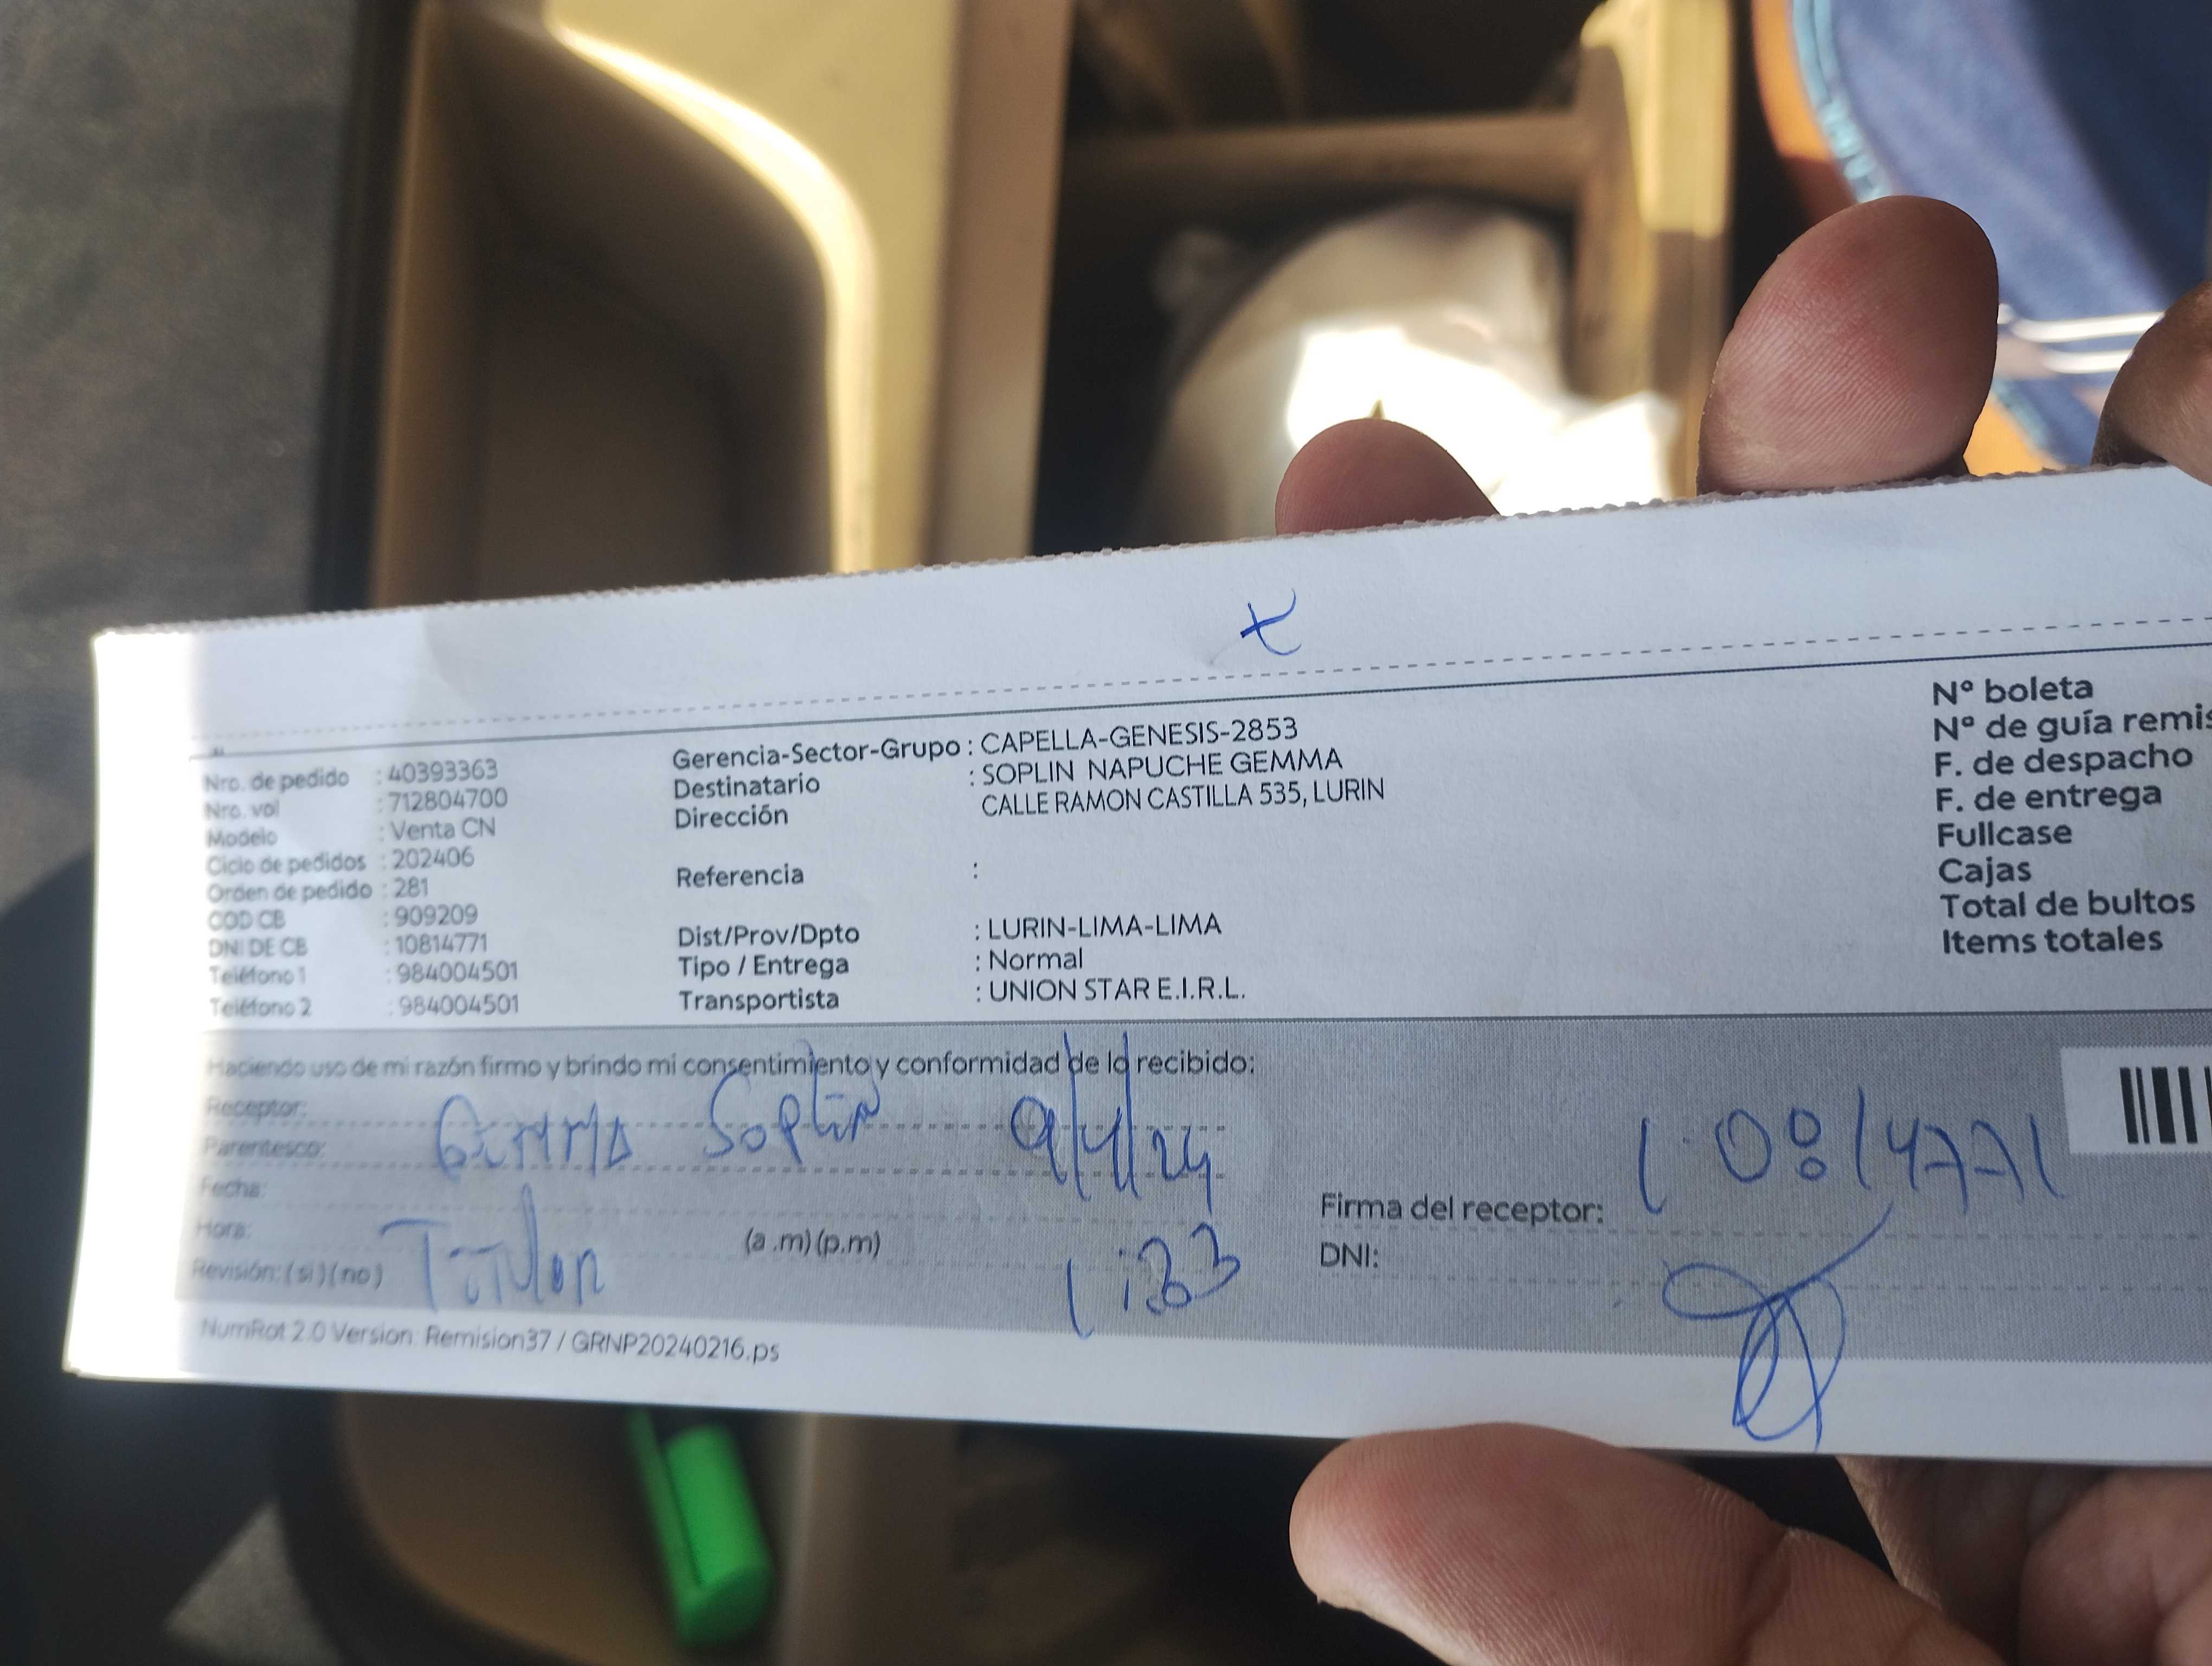 t
Nro. de pedido : 40393363
Nro. vol : 712804700
Modelo : Venta CN
Ciclo de pedidos : 202406
Orden de pedido : 281
COD CB : 909209
DNI DE CB : 10814771
Teléfono 1 : 984004501
Teléfono 2 : 984004501
Gerencia-Sector-Grupo : CAPELLA-GENESIS-2853
Destinatario : SOPLIN NAPUCHE GEMMA
Dirección CALLE RAMON CASTILLA 535, LURIN
Referencia :
Dist/Prov/Dpto : LURIN-LIMA-LIMA
Tipo / Entrega : Normal
Transportista : UNION STAR E.I.R.L.
Nº boleta
Nº de guía remis
F. de despacho
F. de entrega
Fullcase
Cajas
Total de bultos
Items totales
Haciendo uso de mi razón firmo y brindo mi consentimiento y conformidad de lo recibido:
Receptor:
Parentesco: Gemma Soplin 9/4/24
Fecha:
Hora: (a .m) (p.m) 1:33
Revisión: (si) (no) Titular
Firma del receptor: 10814771
DNI:
NumRot 2.0 Version: Remision37 / GRNP20240216.ps